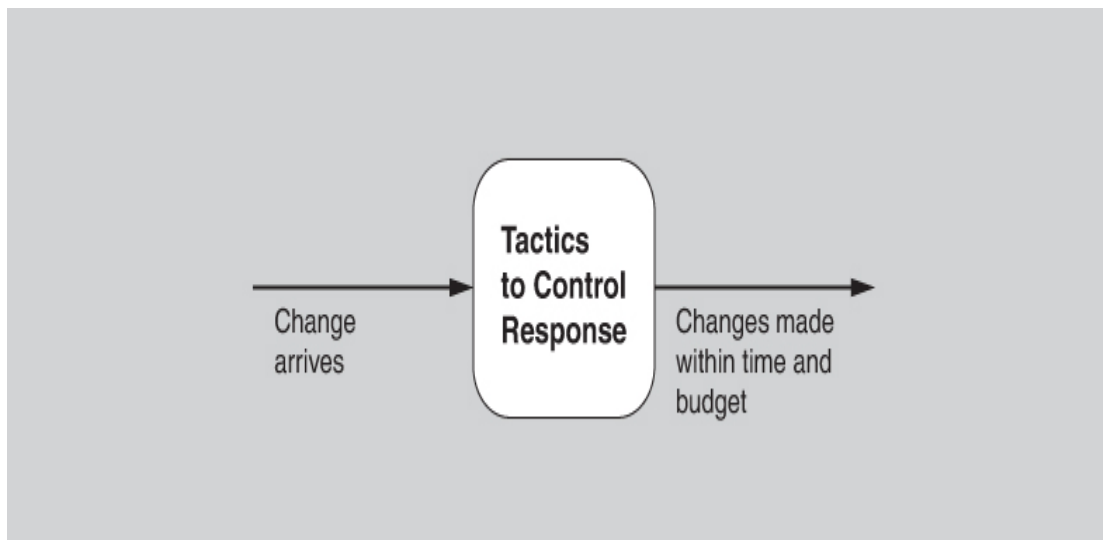 Change
arrives
Tactics
to Control
Response
Changes made
within time and
budget